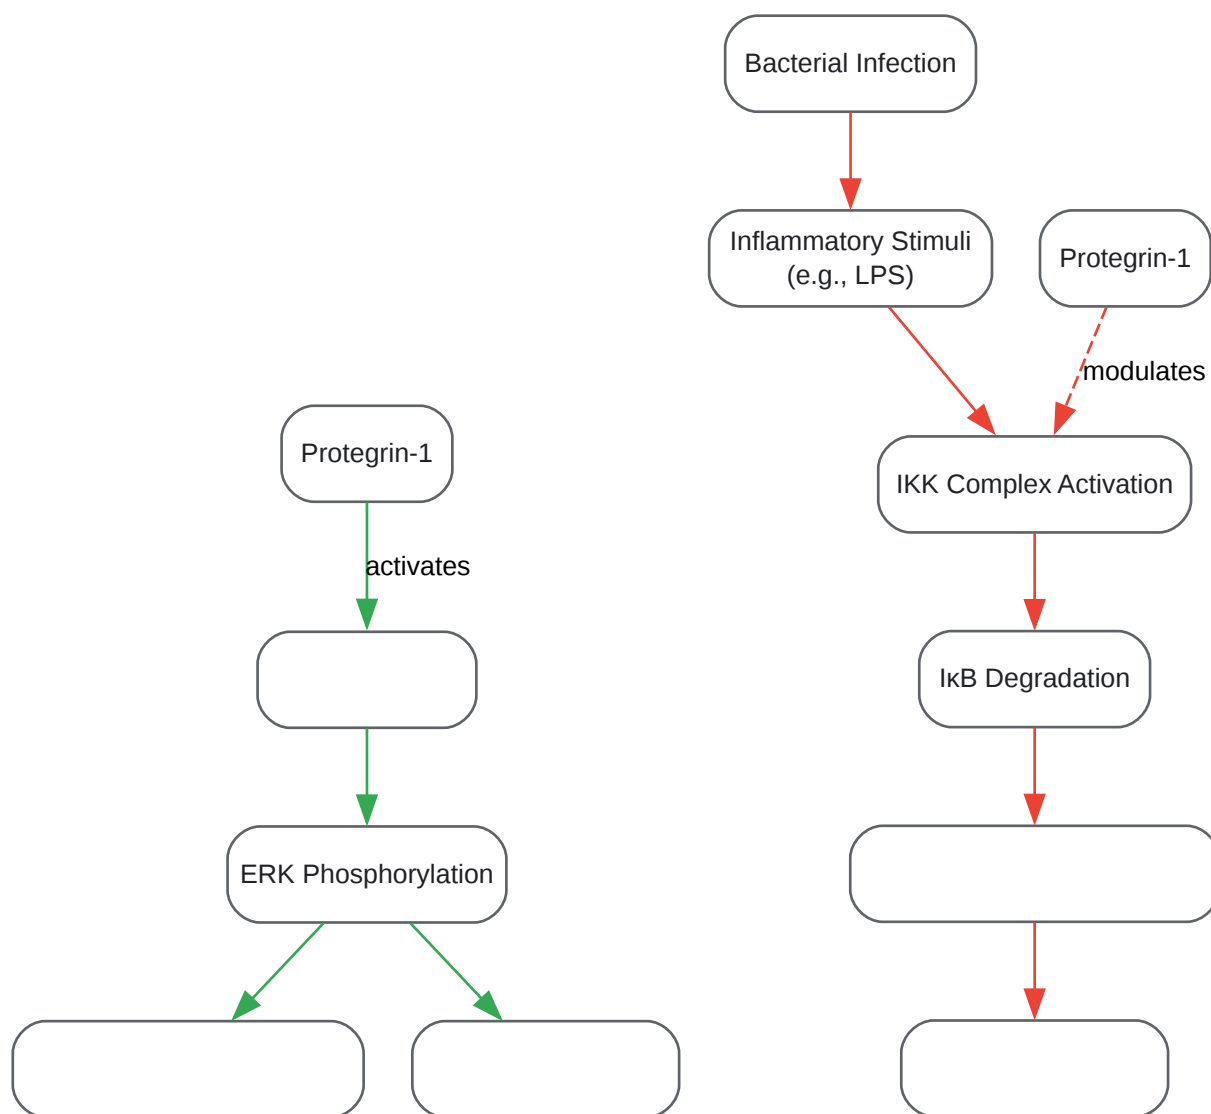 Bacterial Infection
Inflammatory Stimuli
(e.g., LPS)
Protegrin-1
modulates
Protegrin-1
IKK Complex Activation
activates
IκB Degradation
ERK Phosphorylation